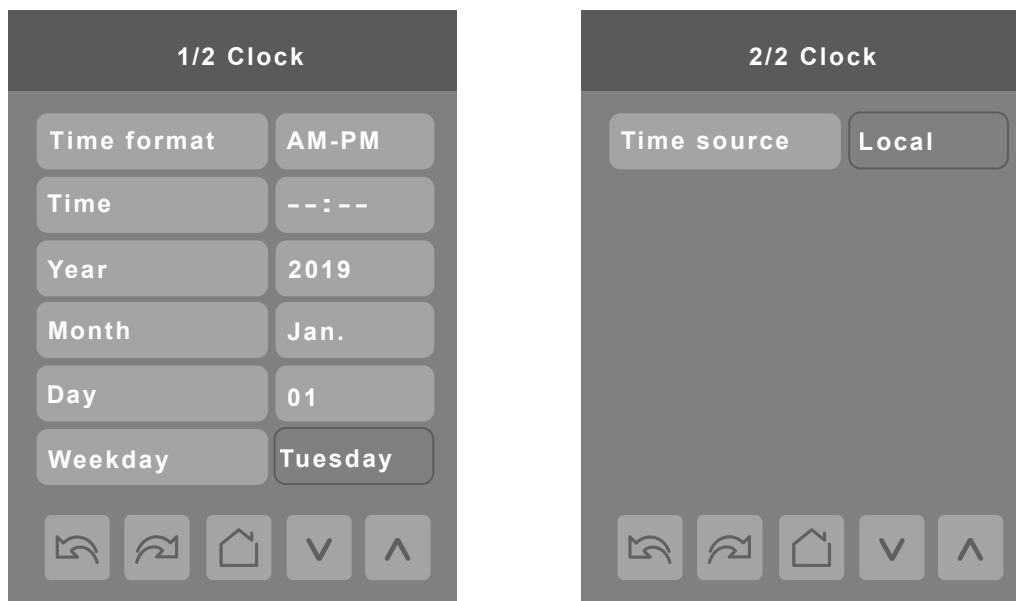 1/2 Clock
Time format AM-PM
Time --:--
Year 2019
Month Jan.
Day 01
Weekday Tuesday
2/2 Clock
Time source Local